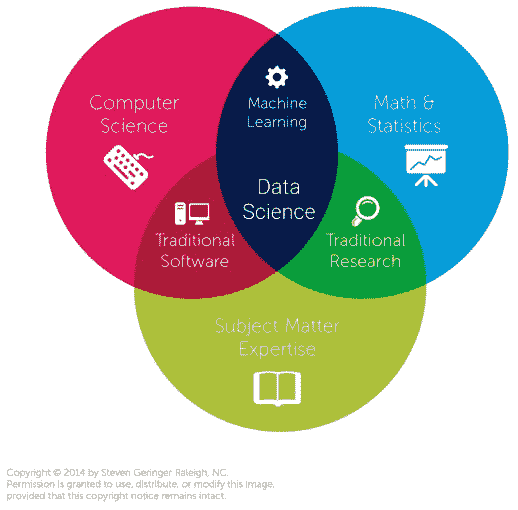 Computer
Science
Machine
Learning
Math &
Statistics
Data
Science
Traditional
Software
Traditional
Research
Subject Matter
Expertise
Copyright © 2014 by Steven Geringer Raleigh, NC.
Permission is granted to use, distribute, or modify this image,
provided that this copyright notice remains intact.